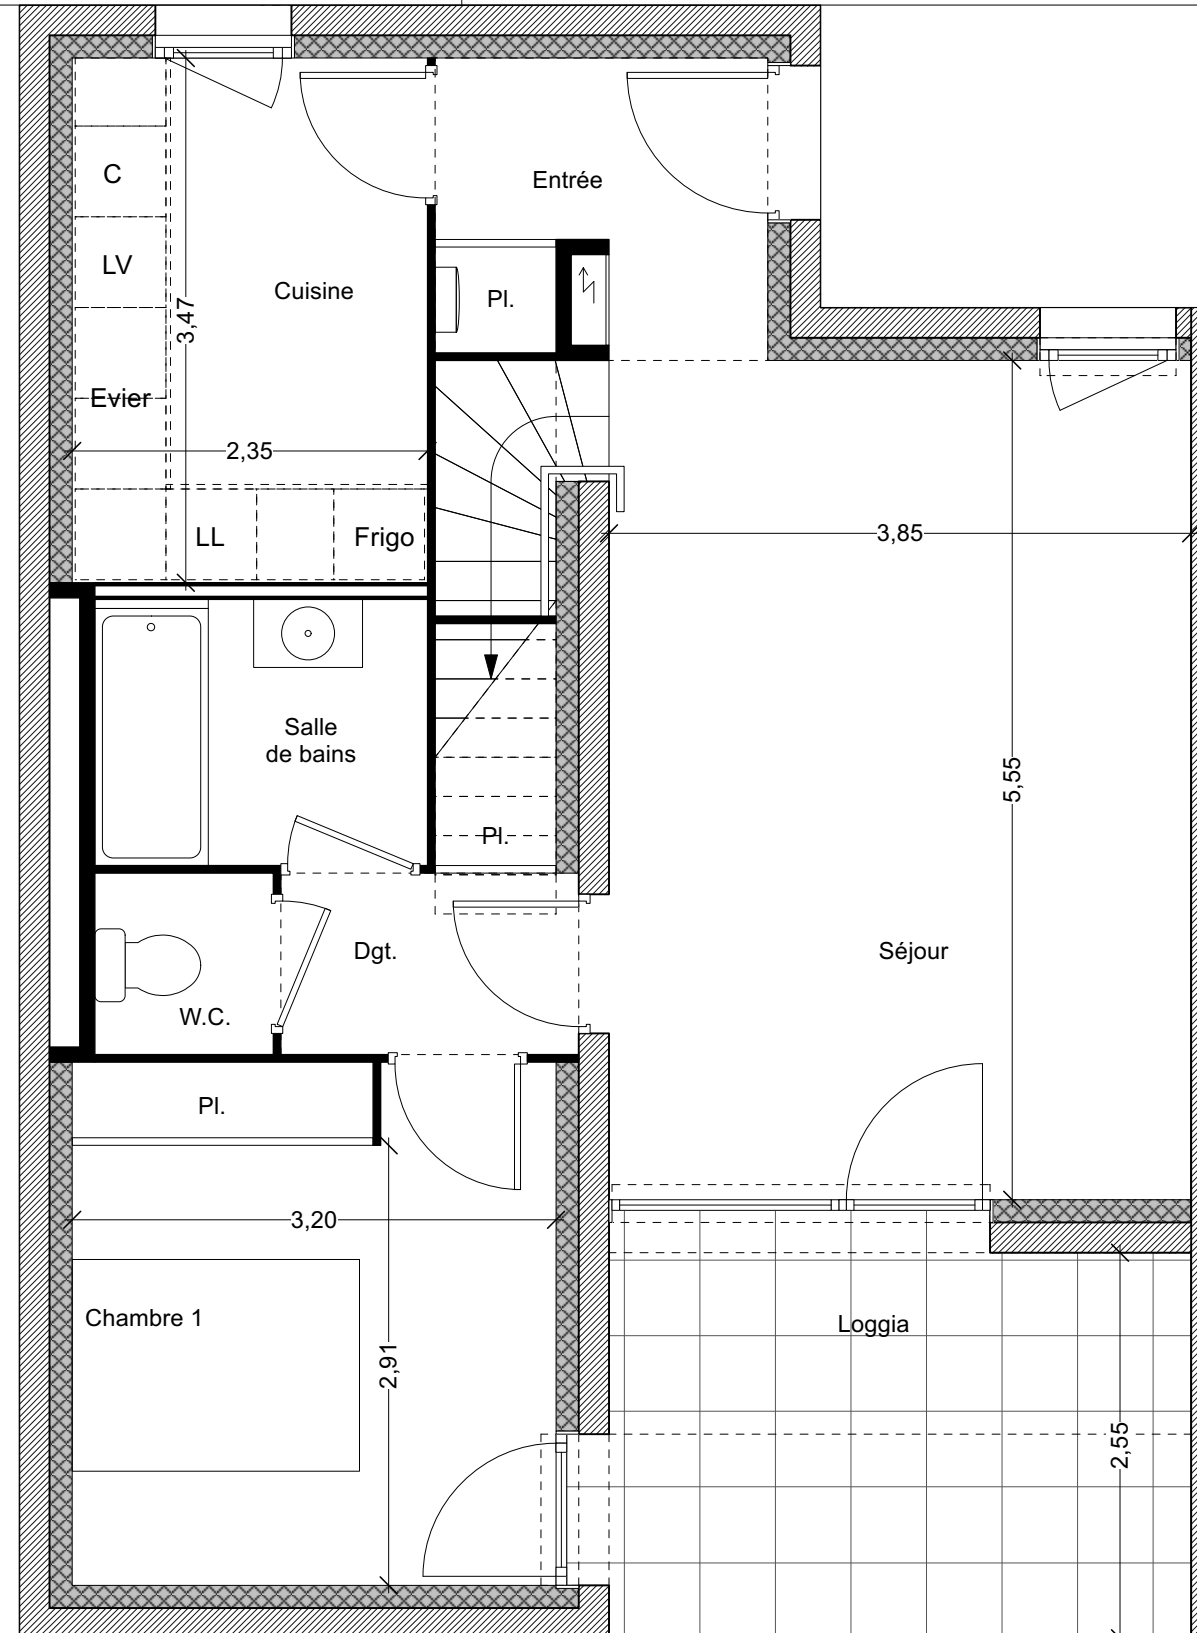 Entrée
C
LV
Cuisine
Pl.
3,47
Evier
2,35
LL
Frigo
3,85
Salle
de bains
5,55
Pl.
Dgt.
Séjour
W.C.
Pl.
3,20
Chambre 1
Loggia
2,91
2,55